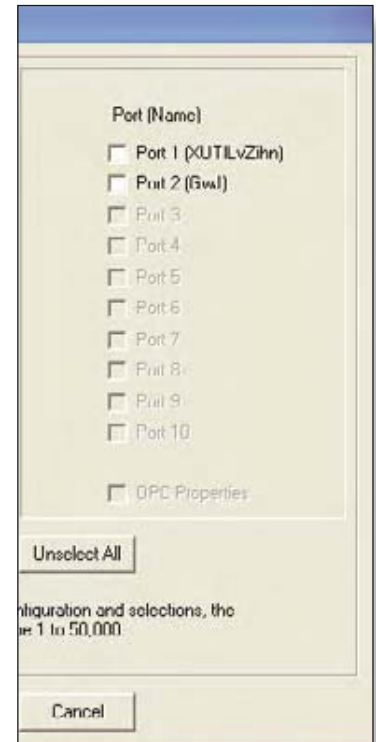 Port (Name)
Port 1 (XUTILvZihn)
Port 2 (GwJ)
Port 3
Port 4
Port 5
Port 6
Port 7
Port 8
Port 9
Port 10
OPC Properties
Unselect All
nfiguration and selections, the
e 1 to 50,000
Cancel